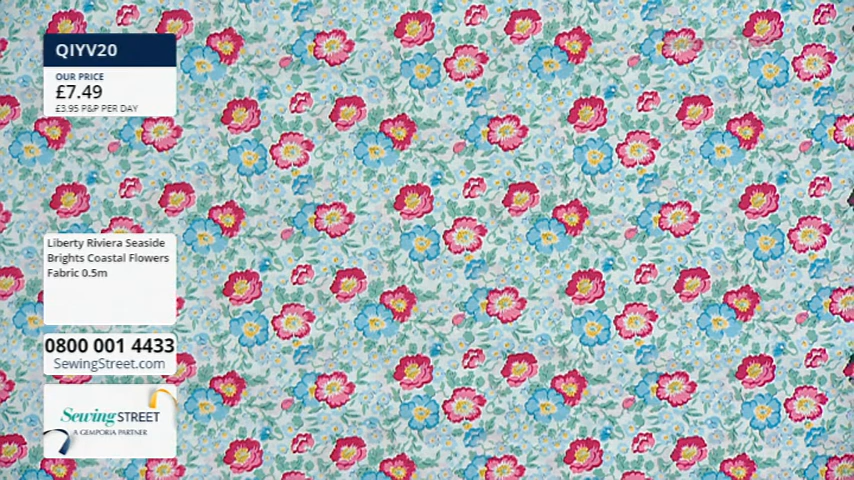 QIYV20
OUR PRICE
£7.49
£3.95 P&P PER DAY
Liberty Riviera Seaside
Brights Coastal Flowers
Fabric 0.5m
0800 001 4433
SewingStreet.com
Sewing STREET
A GEMPORIA PARTNER